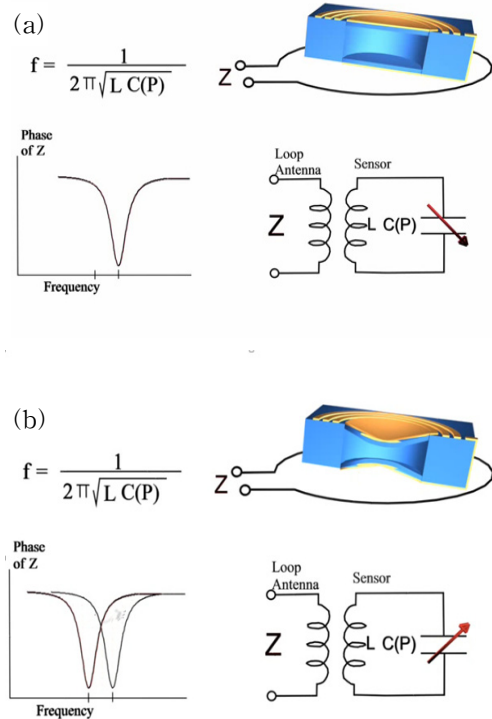 (a)
f = 1 / 2π√L C(P)
Z
Phase
of Z
Frequency
Loop
Antenna
Sensor
Z
L C(P)
(b)
f = 1 / 2π√L C(P)
Z
Phase
of Z
Frequency
Loop
Antenna
Sensor
Z
L C(P)